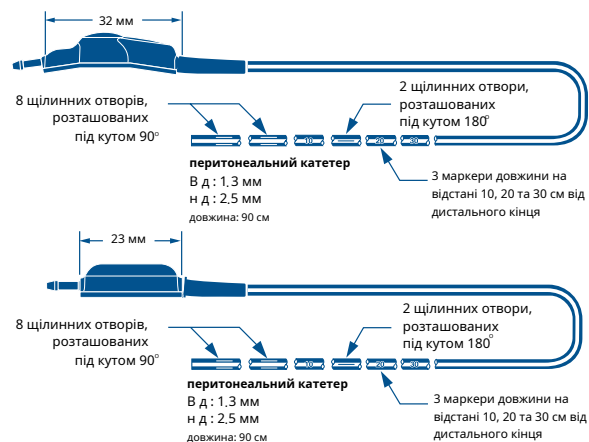 32 мм
8 щілинних отворів,
розташованих
під кутом 90°
2 щілинні отвори,
розташованих
під кутом 180°
10
20
30
перитонеальний катетер
В д : 1.3 мм
н д : 2.5 мм
довжина: 90 см
3 маркери довжини на
відстані 10, 20 та 30 см від
дистального кінця
23 мм
8 щілинних отворів,
розташованих
під кутом 90°
2 щілинні отвори,
розташованих
під кутом 180°
10
20
30
перитонеальний катетер
В д : 1.3 мм
н д : 2.5 мм
довжина: 90 см
3 маркери довжини на
відстані 10, 20 та 30 см від
дистального кінця